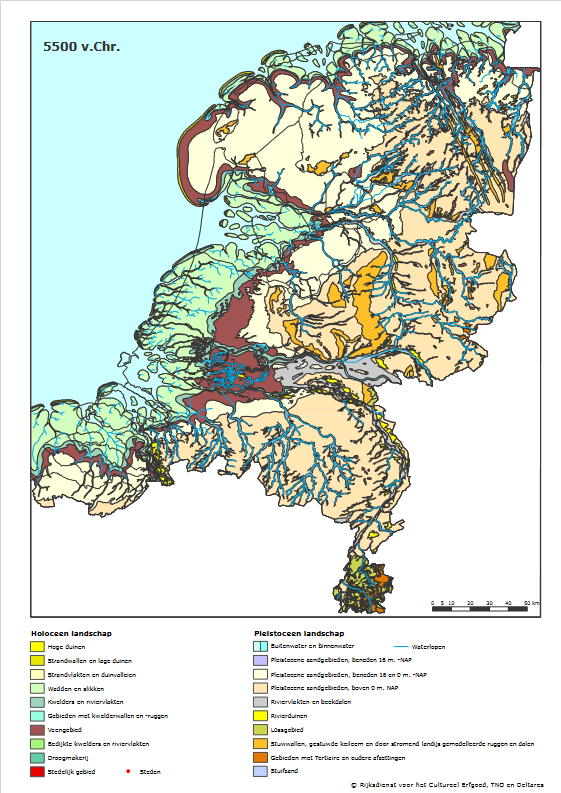 5500 v.Chr.
0 5 10 20 30 40 50 km
Holoceen landschap
Hoge duinen
Strandwallen en lage duinen
Strandvlakten en duinvalleien
Wadden en slikken
Kwelders en riviervlakten
Gebieden met kwelderwallen en -ruggen
Veengebied
Bedijkte kwelders en riviervlakten
Droogmakerij
Stedelijk gebied
Steden
Pleistoceen landschap
Buitenwater en binnenwater
Waterlopen
Pleistocene zandgebieden, beneden 16 m. -NAP
Pleistocene zandgebieden, beneden 16 en 0 m. -NAP
Pleistocene zandgebieden, boven 0 m. NAP
Riviervlakten en beekdalen
Rivierduinen
Lössgebied
Stuwwallen, gestuwde keileem en door stromend landijs gemodelleerde ruggen en dalen
Gebieden met Tertiaire en oudere afzettingen
Stuifzand
© Rijksdienst voor het Cultureel Erfgoed, TNO en Deltares